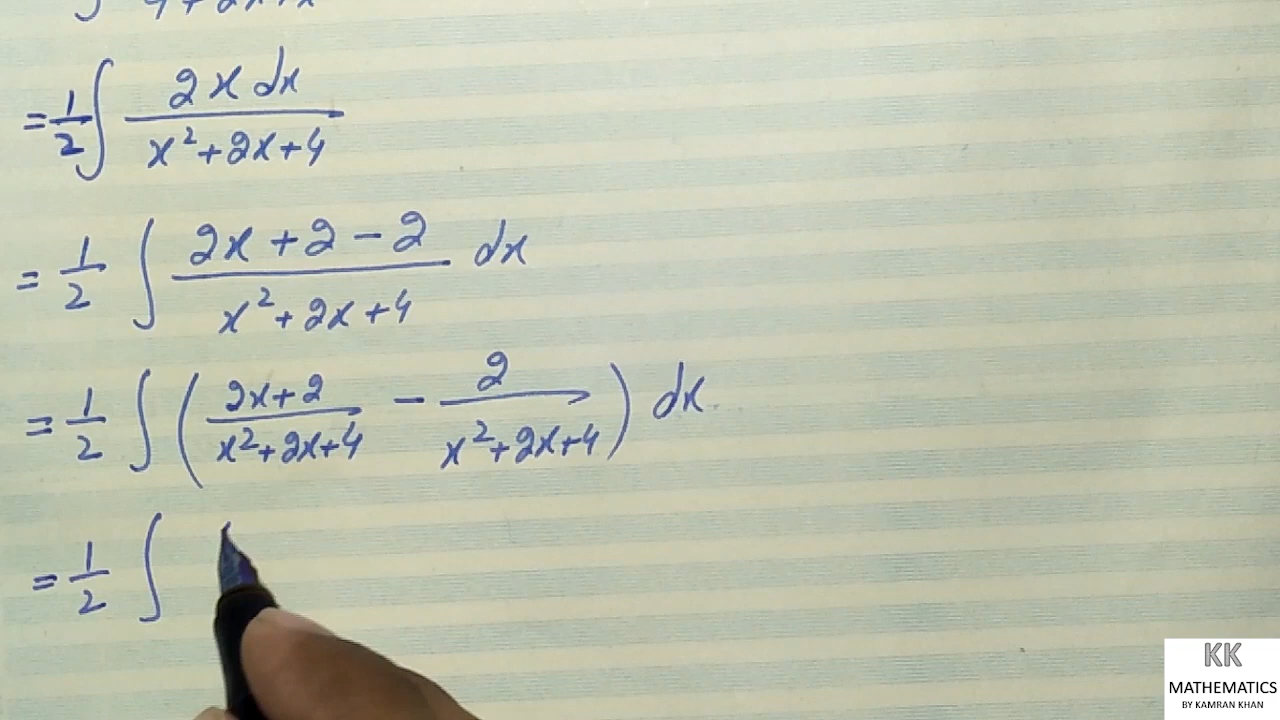 = 1/2 ∫ 2x dx / x²+2x+4
= 1/2 ∫ 2x+2-2 / x²+2x+4 dx
= 1/2 ∫ ( 2x+2 / x²+2x+4 - 2 / x²+2x+4 ) dx
= 1/2 ∫
KK
MATHEMATICS
BY KAMRAN KHAN